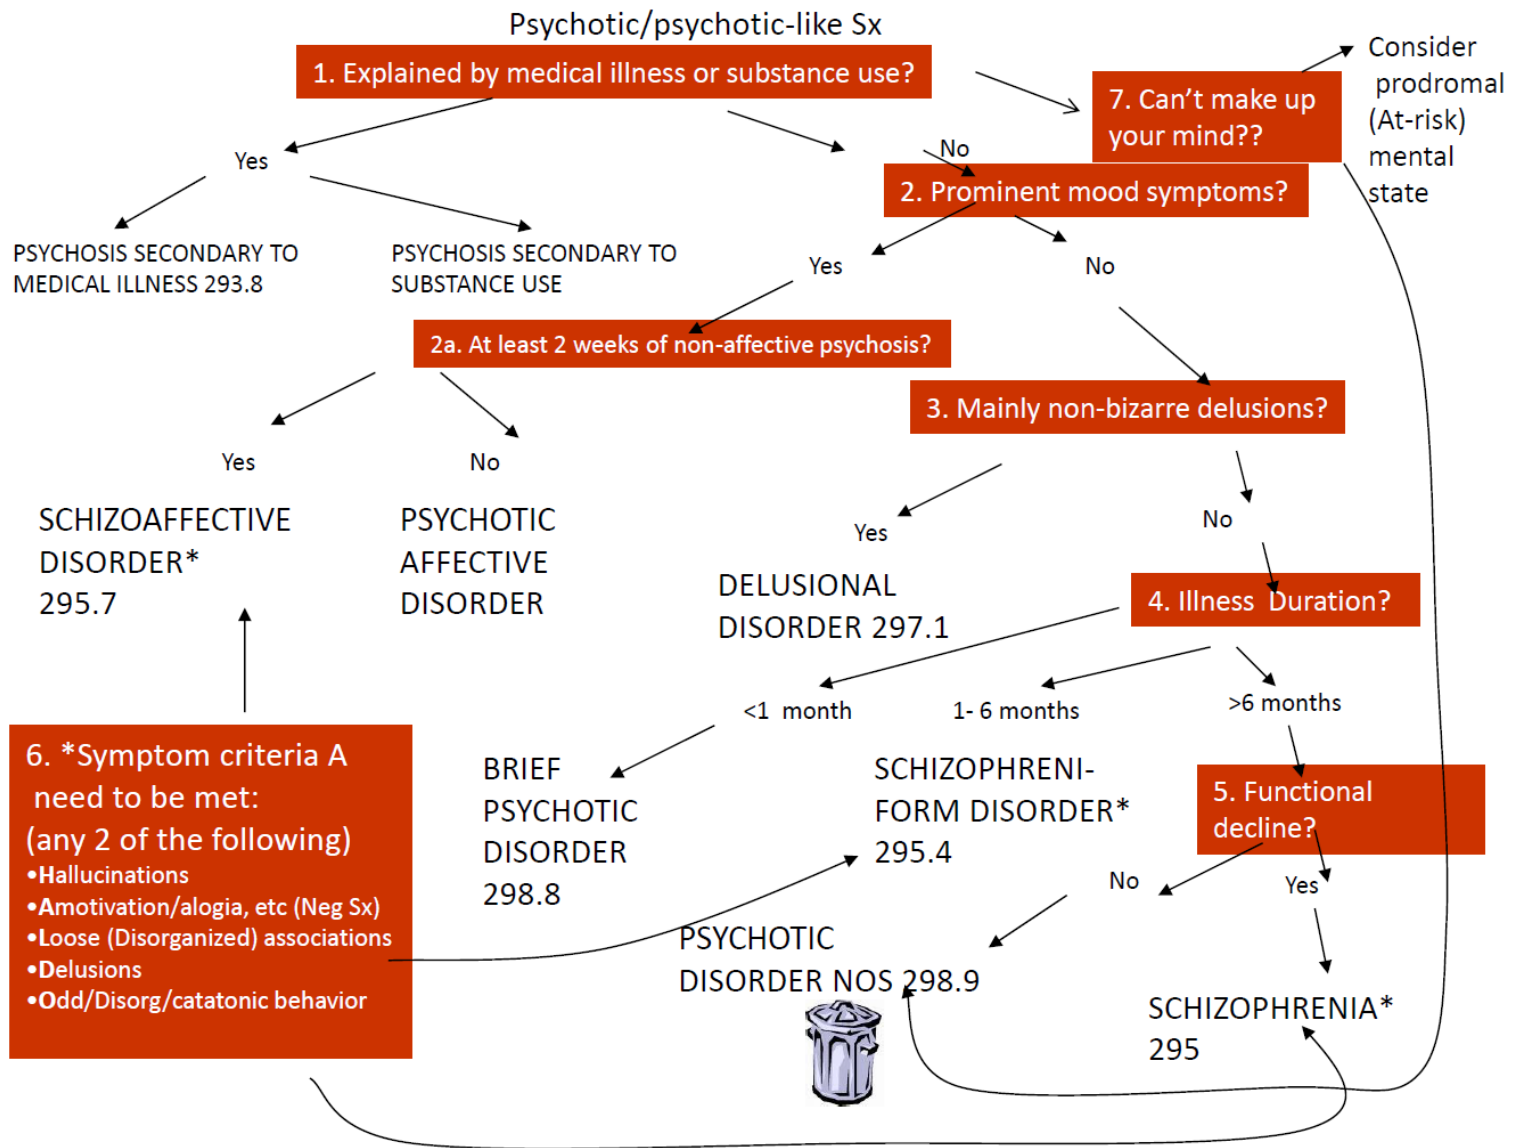 Psychotic/psychotic-like Sx
1. Explained by medical illness or substance use?
7. Can't make up
your mind??
Consider
prodromal
(At-risk)
mental
state
Yes
No
2. Prominent mood symptoms?
PSYCHOSIS SECONDARY TO
MEDICAL ILLNESS 293.8
PSYCHOSIS SECONDARY TO
SUBSTANCE USE
Yes
No
2a. At least 2 weeks of non-affective psychosis?
3. Mainly non-bizarre delusions?
Yes
No
SCHIZOAFFECTIVE
DISORDER*
295.7
PSYCHOTIC
AFFECTIVE
DISORDER
Yes
No
DELUSIONAL
DISORDER 297.1
4. Illness Duration?
<1 month
1- 6 months
>6 months
6. *Symptom criteria A
need to be met:
(any 2 of the following)
•Hallucinations
•Amotivation/alogia, etc (Neg Sx)
•Loose (Disorganized) associations
•Delusions
•Odd/Disorg/catatonic behavior
BRIEF
PSYCHOTIC
DISORDER
298.8
SCHIZOPHRENI-
FORM DISORDER*
295.4
5. Functional
decline?
No
Yes
PSYCHOTIC
DISORDER NOS 298.9
SCHIZOPHRENIA*
295